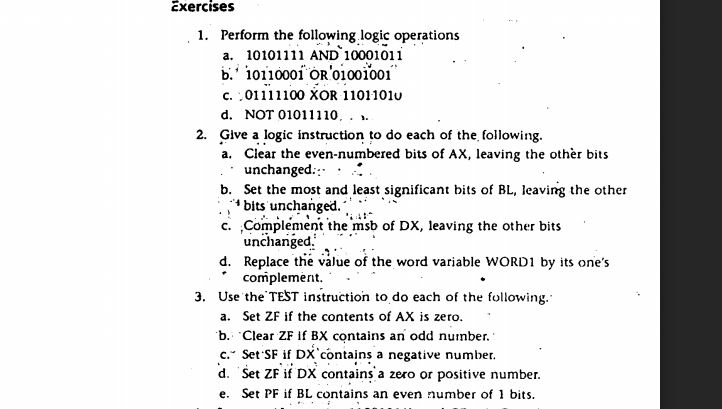 Exercises
1. Perform the following logic operations
a. 10101111 AND 10001011
b. 10110001 OR 01001001
c. 01111100 XOR 11011010
d. NOT 01011110
2. Give a logic instruction to do each of the following.
a. Clear the even-numbered bits of AX, leaving the other bits
unchanged.
b. Set the most and least significant bits of BL, leaving the other
bits unchanged.
c. Complement the msb of DX, leaving the other bits
unchanged.
d. Replace the value of the word variable WORD1 by its one's
complement.
3. Use the TEST instruction to do each of the following.
a. Set ZF if the contents of AX is zero.
b. Clear ZF if BX contains an odd number.
c. Set SF if DX contains a negative number.
d. Set ZF if DX contains a zero or positive number.
e. Set PF if BL contains an even number of 1 bits.